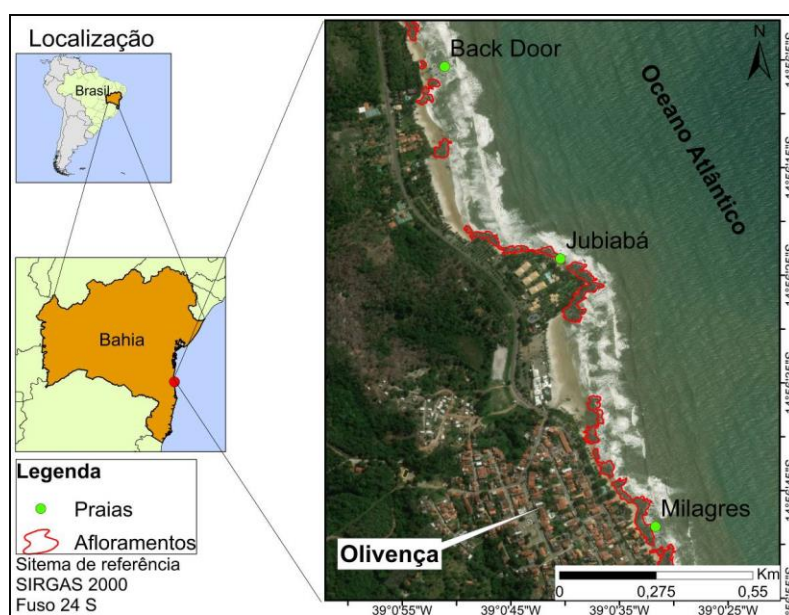 Localização
Brasil
Bahia
Legenda
Praias
Afloramentos
Sitema de referência
SIRGAS 2000
Fuso 24 S
N
Back Door
Oceano Atlântico
Jubiabá
Milagres
Olivença
Km
0 0,275 0,55
39°0'55"W 39°0'45"W 39°0'35"W 39°0'25"W